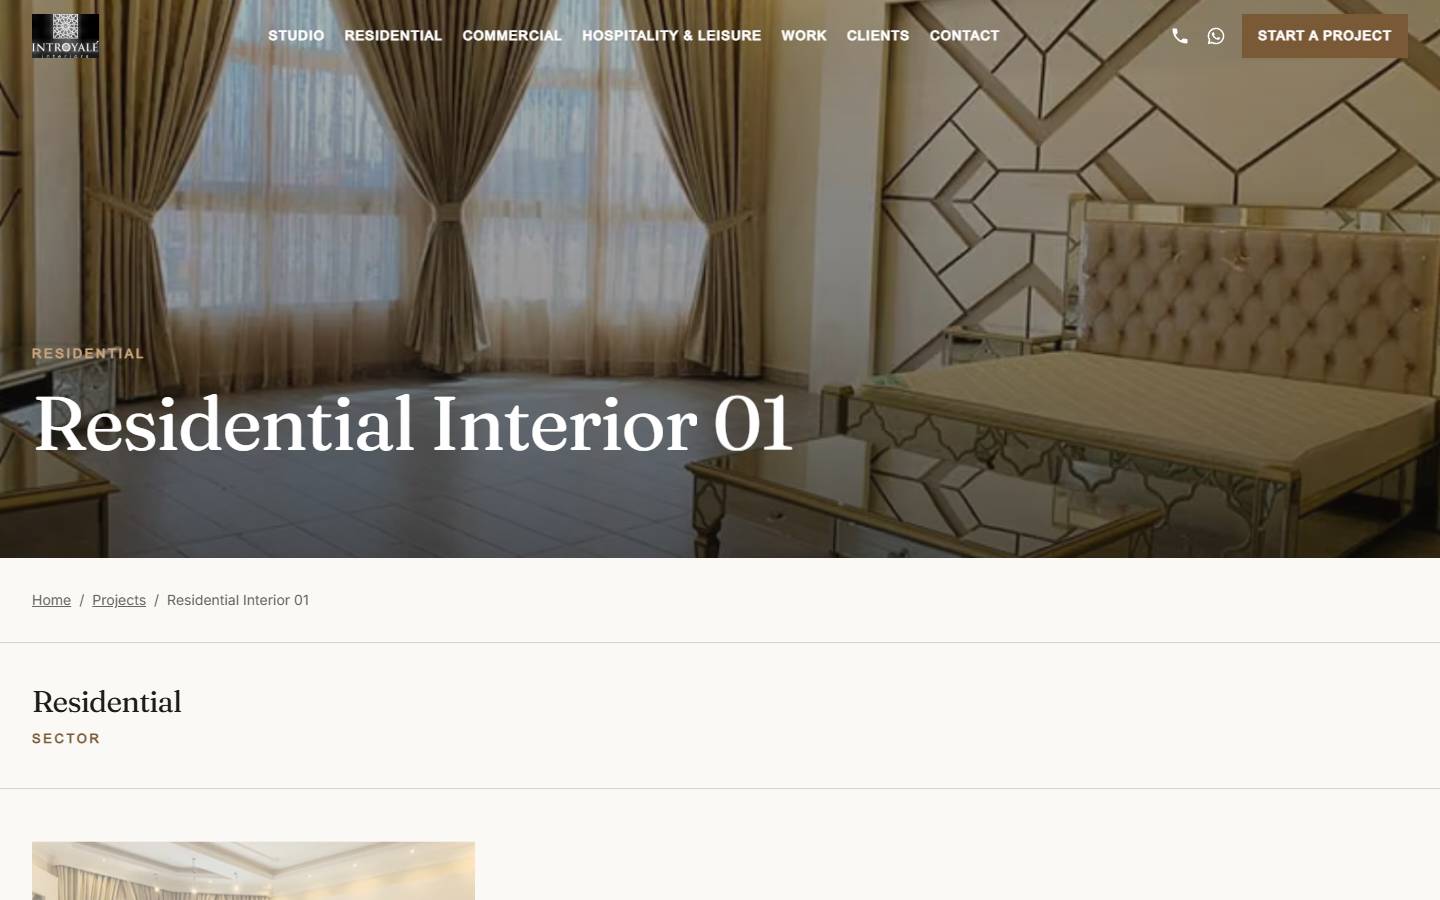 INTROYALE
STUDIO RESIDENTIAL COMMERCIAL HOSPITALITY & LEISURE WORK CLIENTS CONTACT START A PROJECT
RESIDENTIAL
Residential Interior 01
Home / Projects / Residential Interior 01
Residential
SECTOR